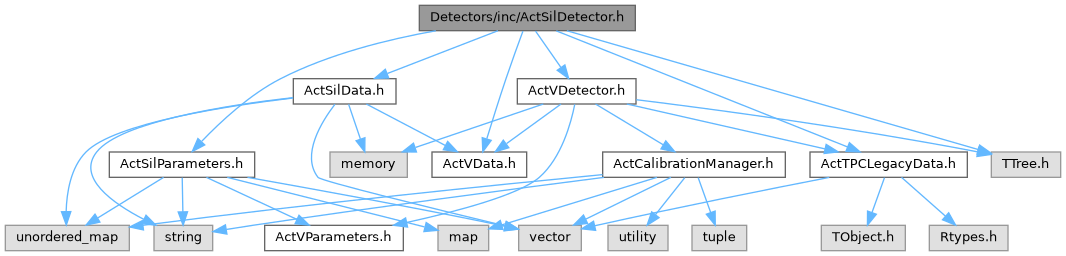 Detectors/inc/ActSilDetector.h
ActSilData.h
ActVDetector.h
ActSilParameters.h
memory
ActVData.h
ActCalibrationManager.h
ActTPCLegacyData.h
TTree.h
unordered_map
string
ActVParameters.h
map
vector
utility
tuple
TObject.h
Rtypes.h